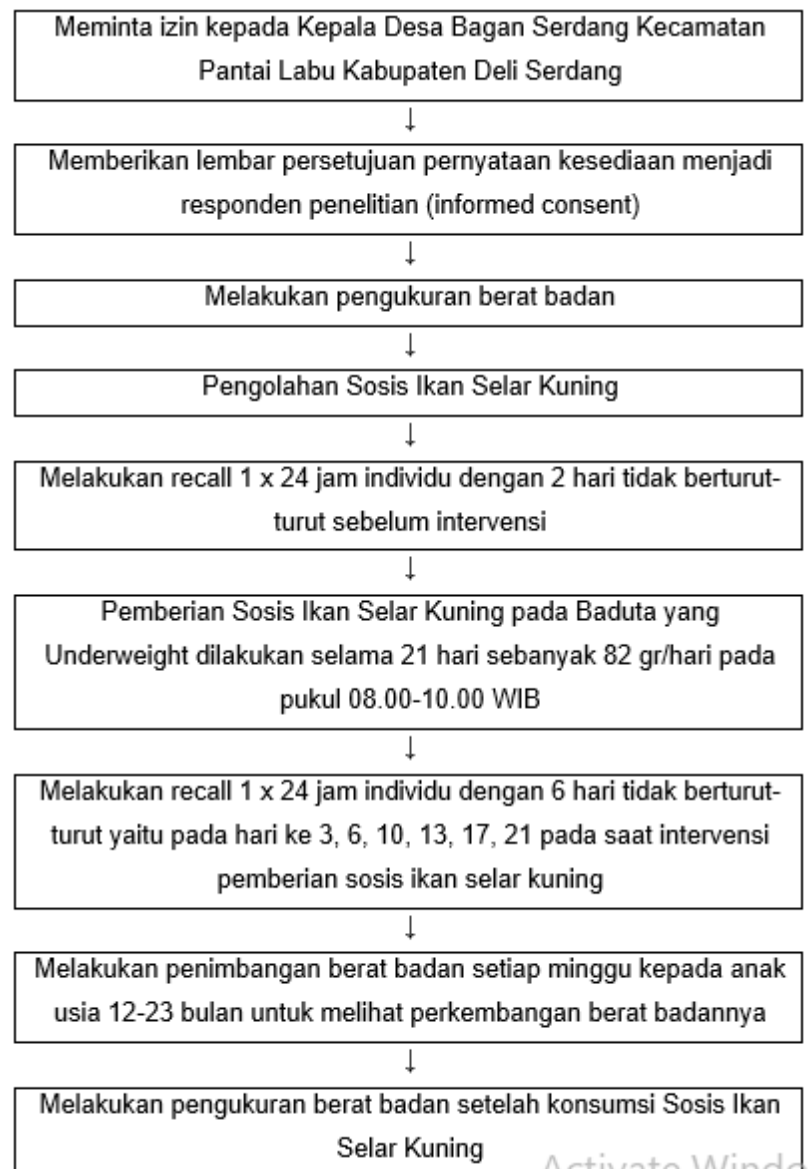 Meminta izin kepada Kepala Desa Bagan Serdang Kecamatan
Pantai Labu Kabupaten Deli Serdang
↓
Memberikan lembar persetujuan pernyataan kesediaan menjadi
responden penelitian (informed consent)
↓
Melakukan pengukuran berat badan
↓
Pengolahan Sosis Ikan Selar Kuning
↓
Melakukan recall 1 x 24 jam individu dengan 2 hari tidak berturut-
turut sebelum intervensi
↓
Pemberian Sosis Ikan Selar Kuning pada Baduta yang
Underweight dilakukan selama 21 hari sebanyak 82 gr/hari pada
pukul 08.00-10.00 WIB
↓
Melakukan recall 1 x 24 jam individu dengan 6 hari tidak berturut-
turut yaitu pada hari ke 3, 6, 10, 13, 17, 21 pada saat intervensi
pemberian sosis ikan selar kuning
↓
Melakukan penimbangan berat badan setiap minggu kepada anak
usia 12-23 bulan untuk melihat perkembangan berat badannya
↓
Melakukan pengukuran berat badan setelah konsumsi Sosis Ikan
Selar Kuning
Activate